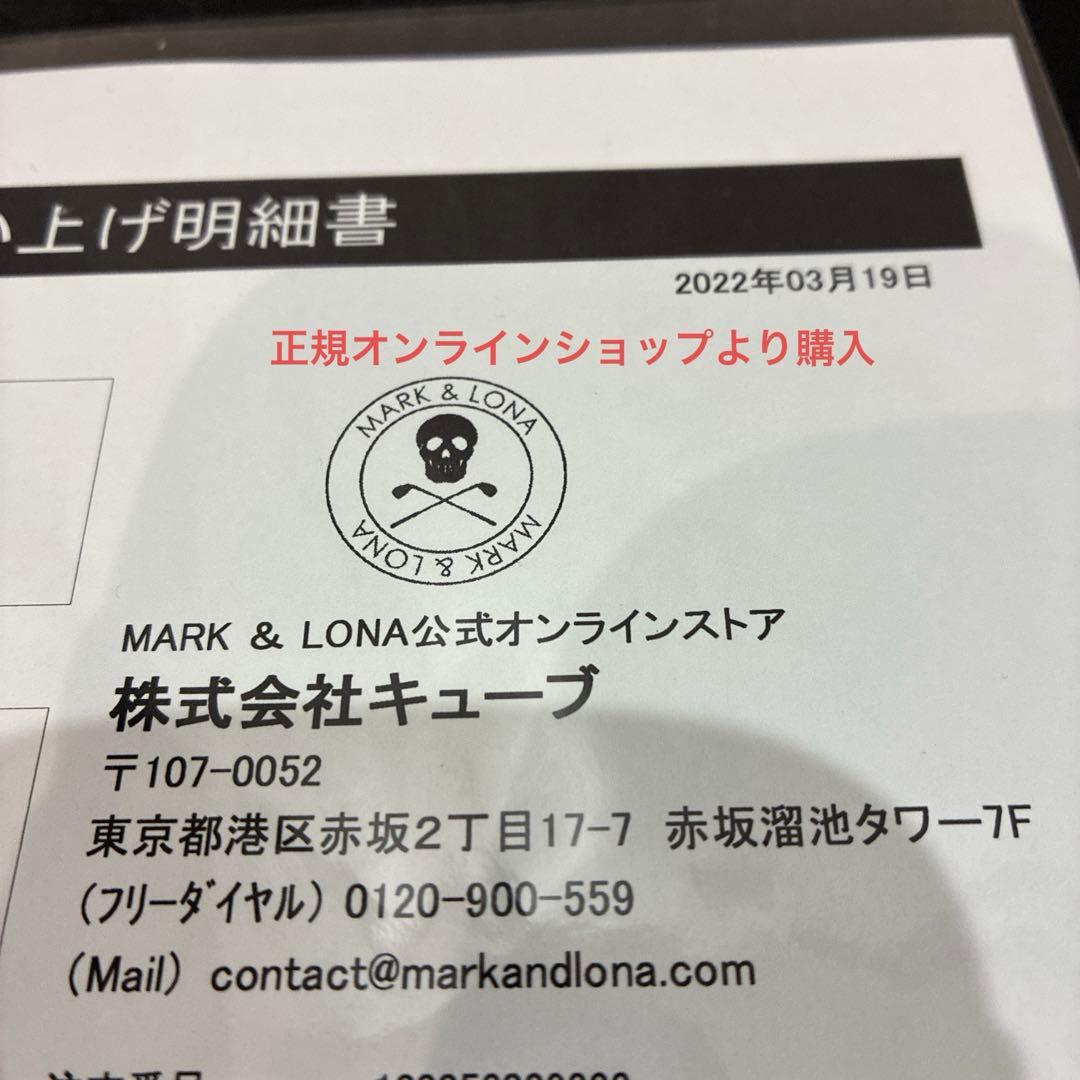 い上げ明細書
2022年03月19日
正規オンラインショップより購入
MARK & LONA
MARK & LONA
MARK & LONA公式オンラインストア
株式会社キューブ
〒107-0052
東京都港区赤坂2丁目17-7 赤坂溜池タワー7F
(フリーダイヤル) 0120-900-559
(Mail) contact@markandlona.com